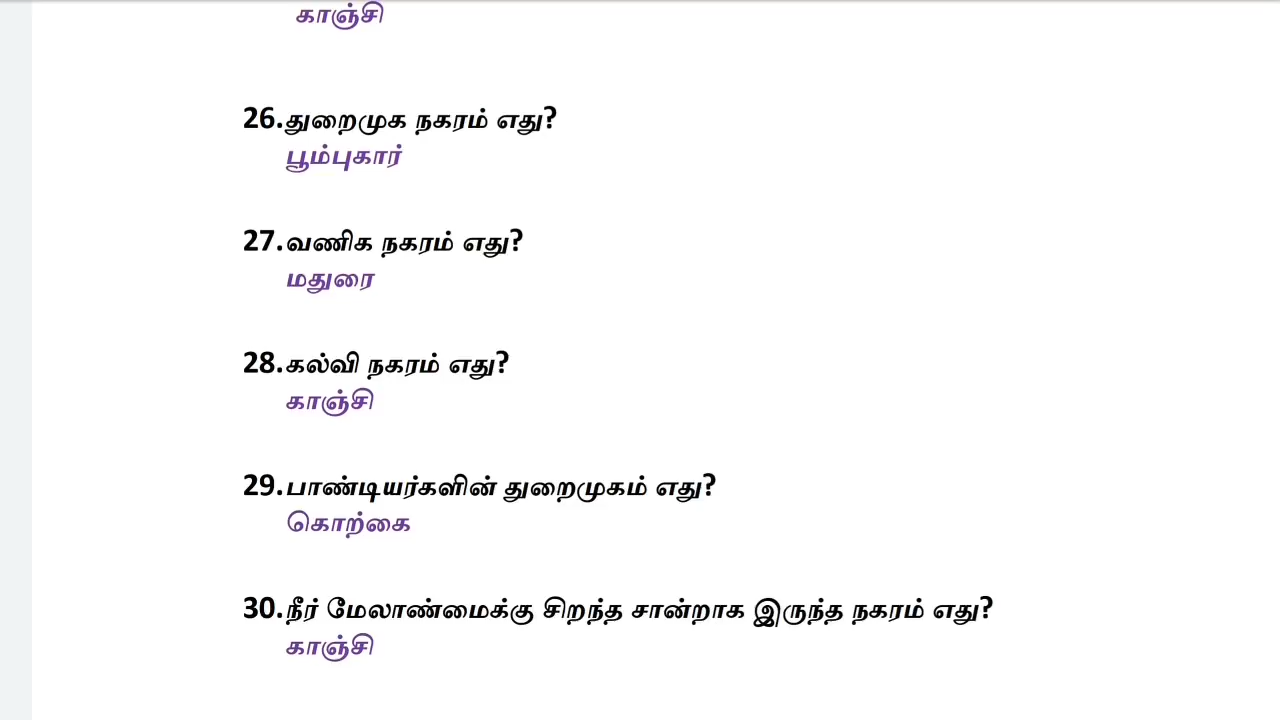 காஞ்சி
26.துறைமுக நகரம் எது?
பூம்புகார்
27.வணிக நகரம் எது?
மதுரை
28.கல்வி நகரம் எது?
காஞ்சி
29.பாண்டியர்களின் துறைமுகம் எது?
கொற்கை
30.நீர் மேலாண்மைக்கு சிறந்த சான்றாக இருந்த நகரம் எது?
காஞ்சி